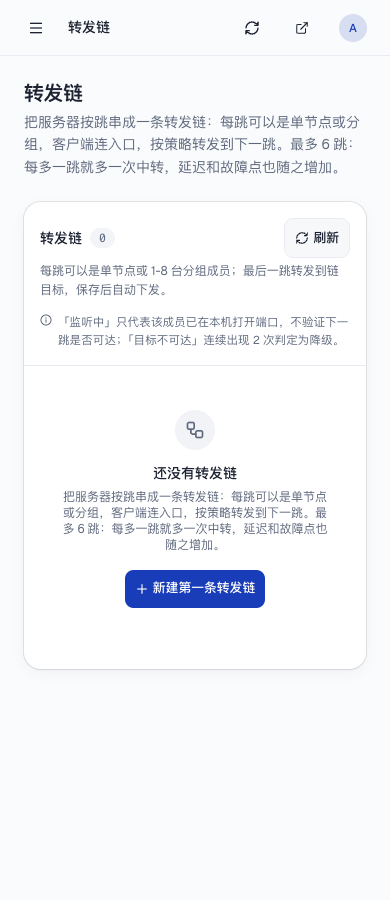 转发链
A
转发链
把服务器按跳串成一条转发链：每跳可以是单节点或分
组，客户端连入口，按策略转发到下一跳。最多 6 跳：
每多一跳就多一次中转，延迟和故障点也随之增加。
转发链 0
刷新
每跳可以是单节点或 1-8 台分组成员；最后一跳转发到链
目标，保存后自动下发。
「监听中」只代表该成员已在本机打开端口，不验证下一
跳是否可达；「目标不可达」连续出现 2 次判定为降级。
还没有转发链
把服务器按跳串成一条转发链：每跳可以是单节点
或分组，客户端连入口，按策略转发到下一跳。最
多 6 跳：每多一跳就多一次中转，延迟和故障点也
随之增加。
新建第一条转发链